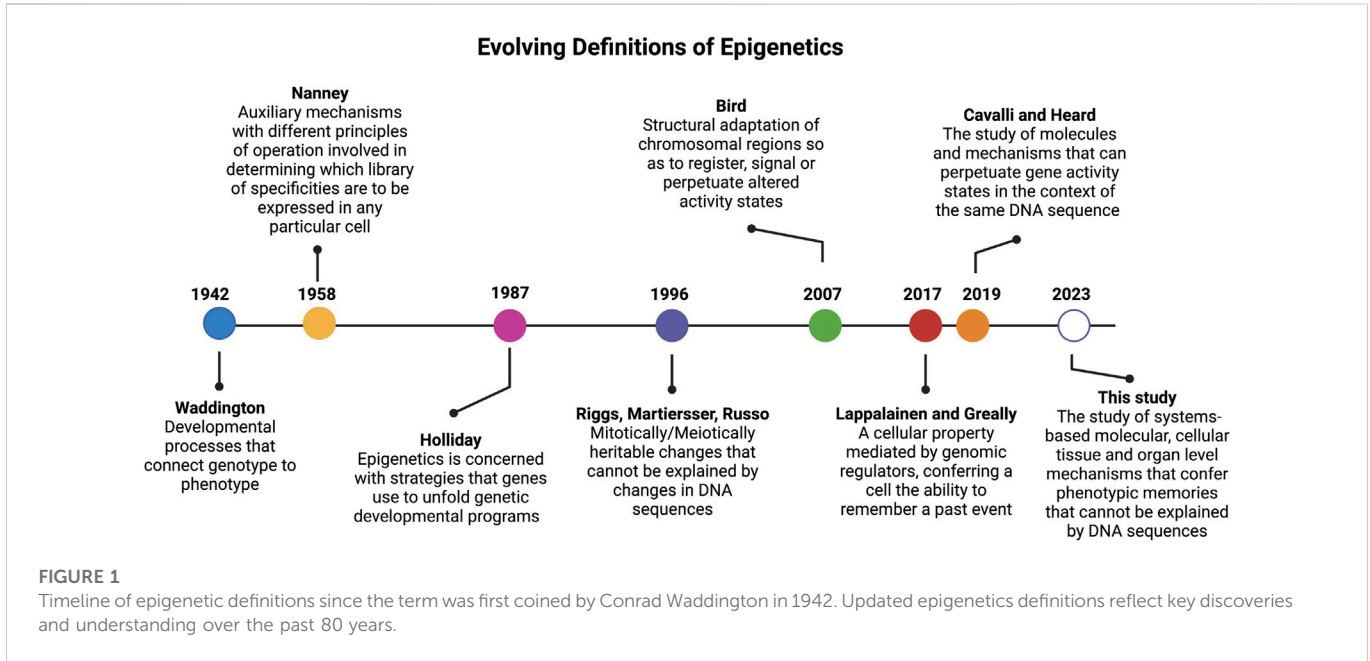 Evolving Definitions of Epigenetics
Nanney
Auxiliary mechanisms
with different principles
of operation involved in
determining which library
of specificities are to be
expressed in any
particular cell
Bird
Structural adaptation of
chromosomal regions so
as to register, signal or
perpetuate altered
activity states
Cavalli and Heard
The study of molecules
and mechanisms that can
perpetuate gene activity
states in the context of
the same DNA sequence
1942
1958
1987
1996
2007
2017
2019
2023
Waddington
Developmental
processes that
connect genotype to
phenotype
Holliday
Epigenetics is concerned
with strategies that genes
use to unfold genetic
developmental programs
Riggs, Martiersser, Russo
Mitotically/Meiotically
heritable changes that
cannot be explained by
changes in DNA
sequences
Lappalainen and Greally
A cellular property
mediated by genomic
regulators, conferring a
cell the ability to
remember a past event
This study
The study of systems-
based molecular, cellular
tissue and organ level
mechanisms that confer
phenotypic memories
that cannot be explained
by DNA sequences
FIGURE 1
Timeline of epigenetic definitions since the term was first coined by Conrad Waddington in 1942. Updated epigenetics definitions reflect key discoveries
and understanding over the past 80 years.